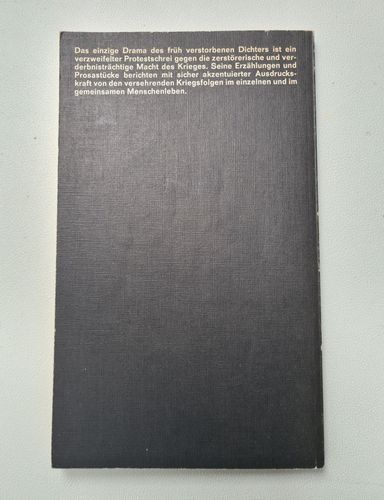 Das einzige Drama des früh verstorbenen Dichters ist ein
verzweifelter Protestschrei gegen die zerstörerische und ver-
derbnisträchtige Macht des Krieges. Seine Erzählungen und
Prosastücke berichten mit sicher akzentuierter Ausdrucks-
kraft von den versehrenden Kriegsfolgen im einzelnen und im
gemeinsamen Menschenleben.